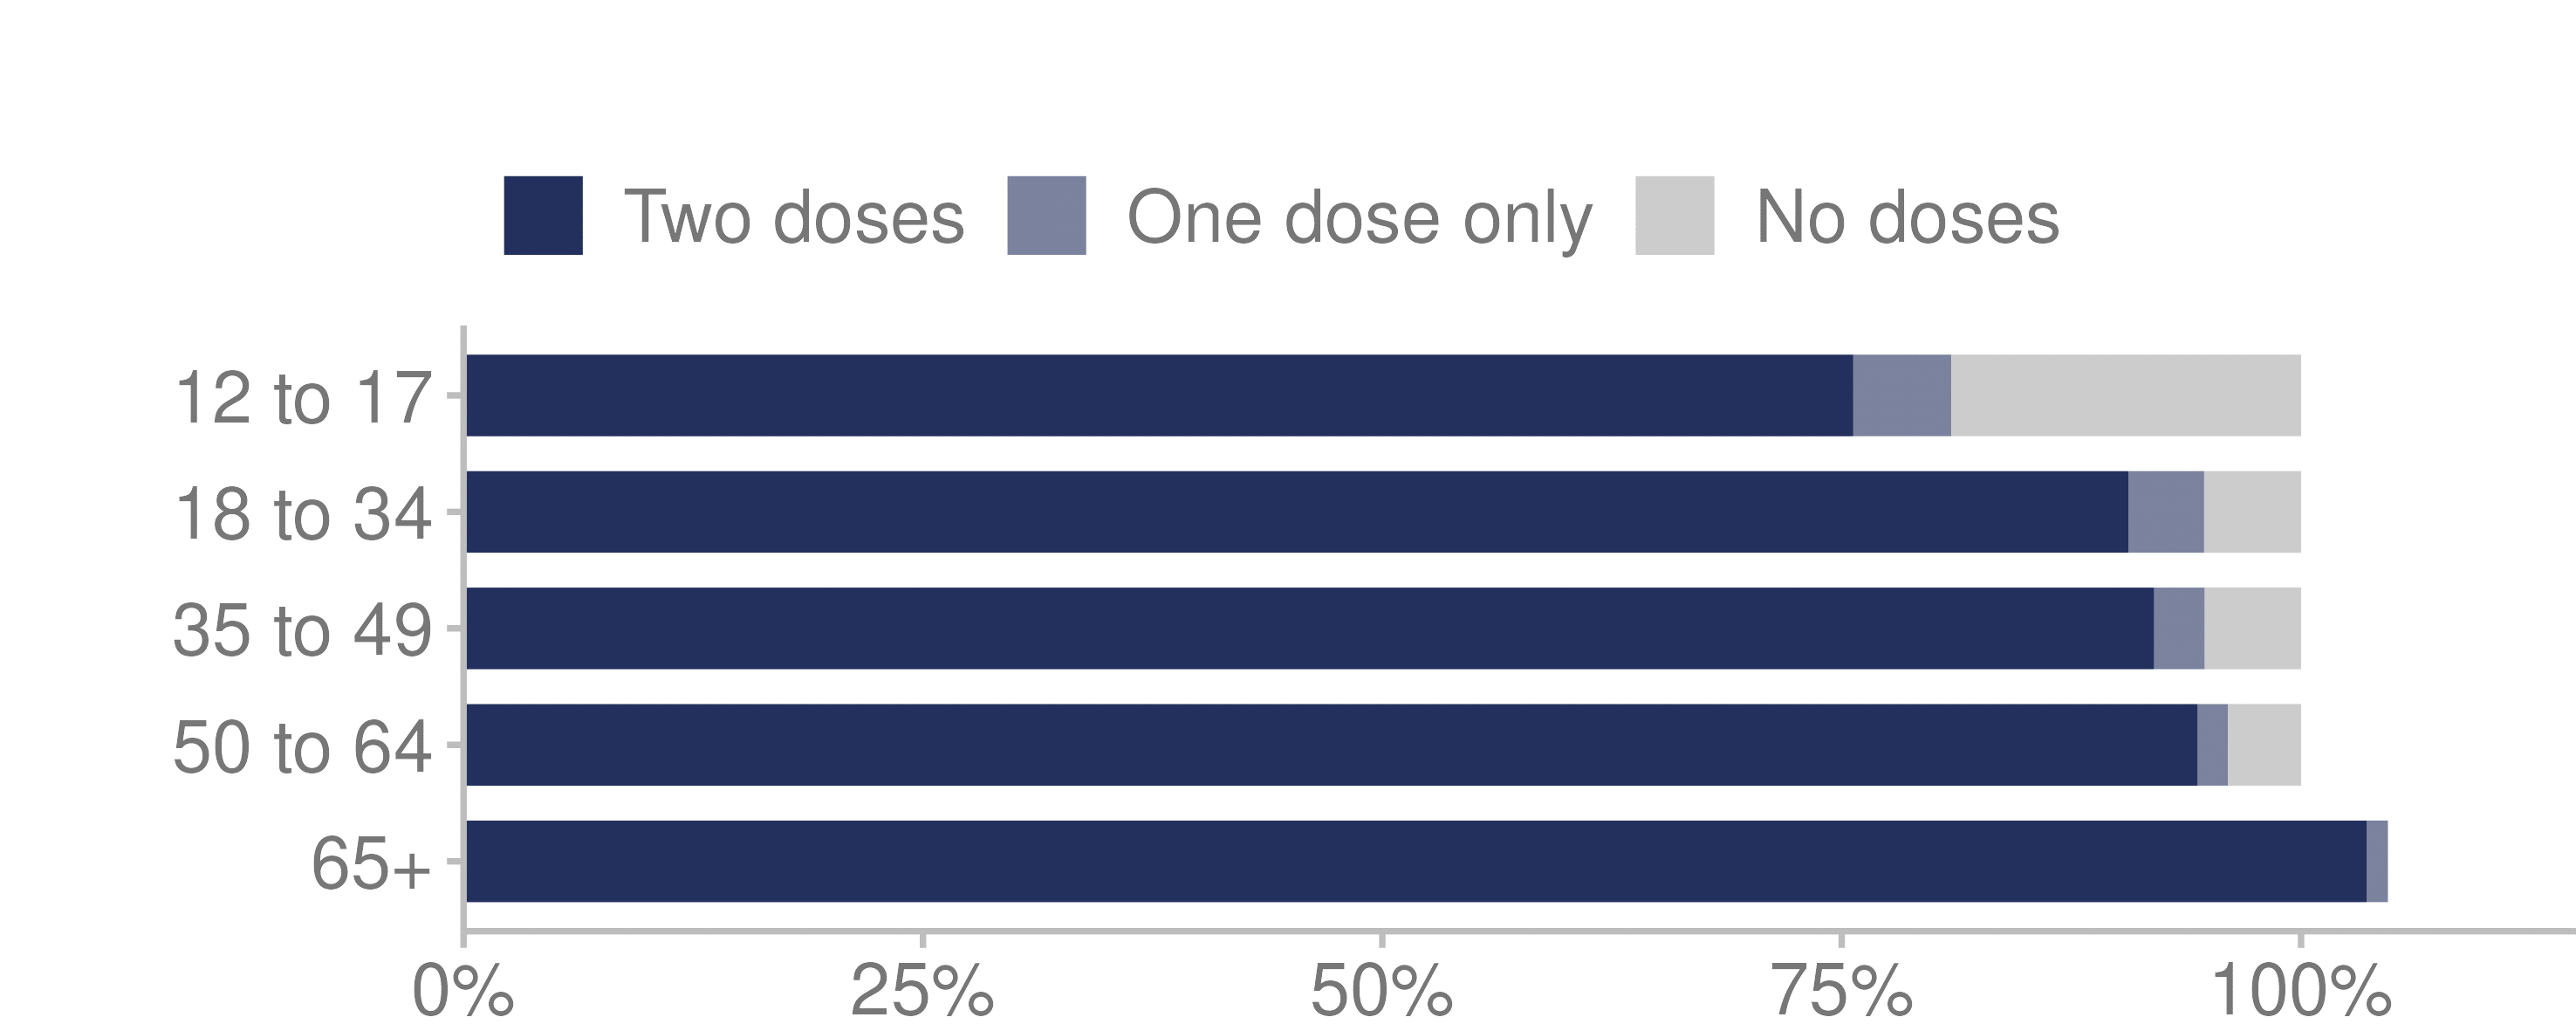 Two doses One dose only No doses
12 to 17
18 to 34
35 to 49
50 to 64
65+
0% 25% 50% 75% 100%